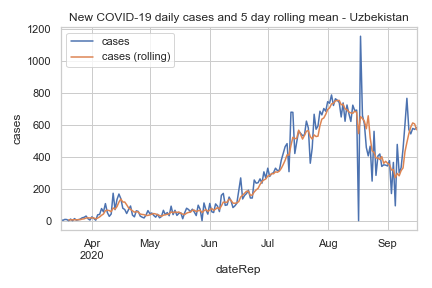 New COVID-19 daily cases and 5 day rolling mean - Uzbekistan
cases
cases (rolling)
1200
1000
800
600
400
200
0
cases
Apr
2020
May
Jun
Jul
Aug
Sep
dateRep